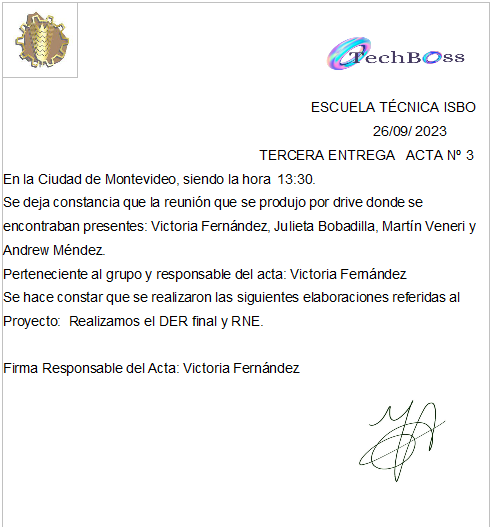 TechBOss
ESCUELA TÉCNICA ISBO
26/09/ 2023
TERCERA ENTREGA ACTA Nº 3
En la Ciudad de Montevideo, siendo la hora 13:30.
Se deja constancia que la reunión que se produjo por drive donde se
encontraban presentes: Victoria Fernández, Julieta Bobadilla, Martín Veneri y
Andrew Méndez.
Perteneciente al grupo y responsable del acta: Victoria Fernández
Se hace constar que se realizaron las siguientes elaboraciones referidas al
Proyecto: Realizamos el DER final y RNE.
Firma Responsable del Acta: Victoria Fernández